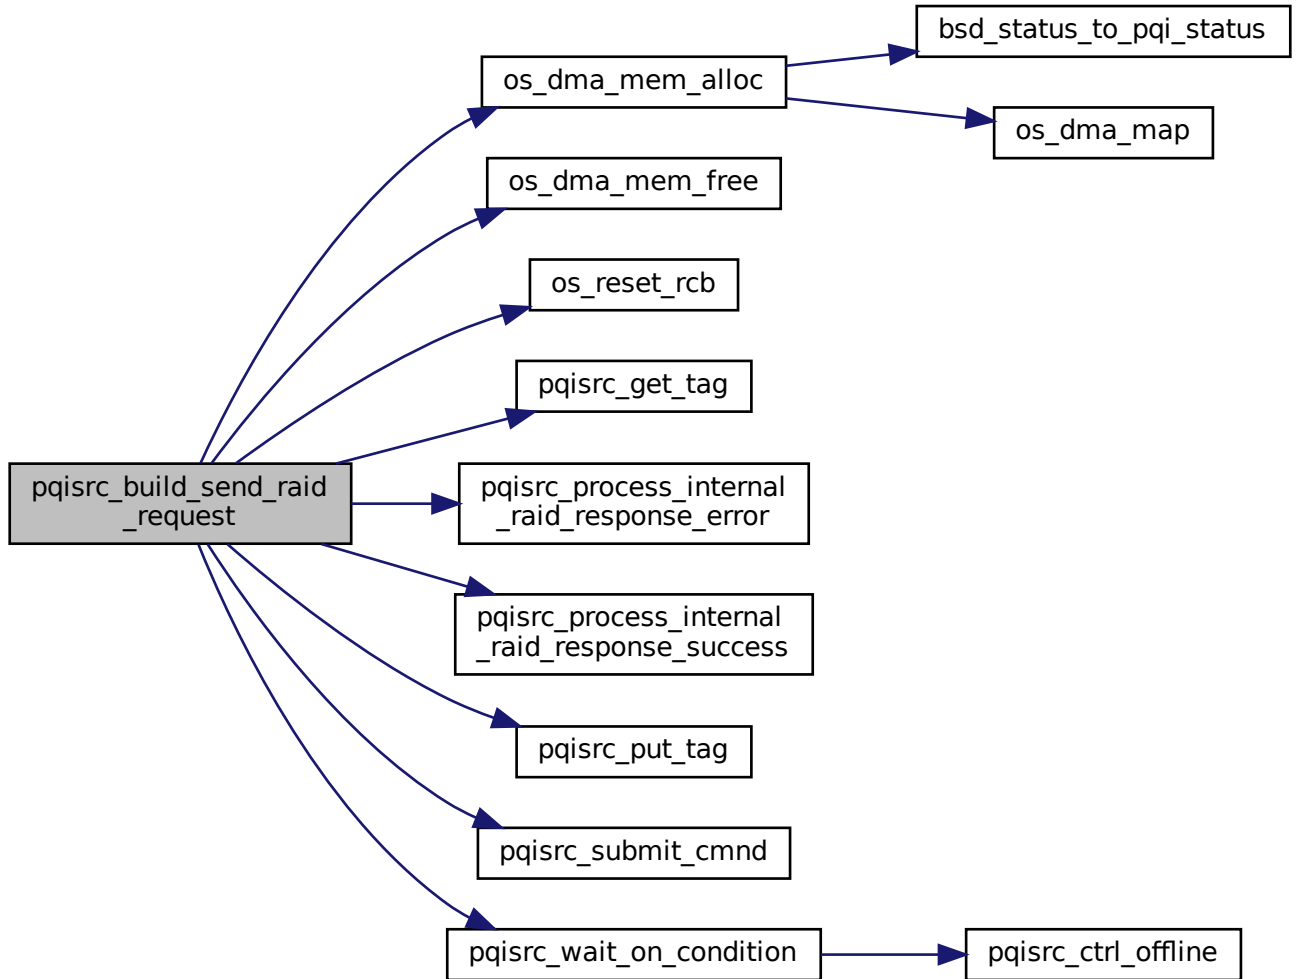 bsd_status_to_pqi_status
os_dma_mem_alloc
os_dma_map
os_dma_mem_free
os_reset_rcb
pqisrc_get_tag
pqisrc_build_send_raid
_request
pqisrc_process_internal
_raid_response_error
pqisrc_process_internal
_raid_response_success
pqisrc_put_tag
pqisrc_submit_cmnd
pqisrc_wait_on_condition
pqisrc_ctrl_offline